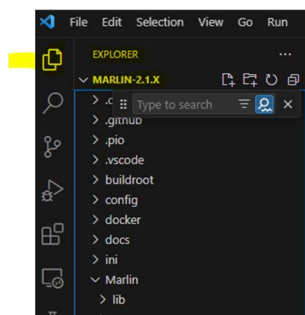 File Edit Selection View Go Run
EXPLORER
MARLIN-2.1.X
Type to search
.github
.pio
.vscode
buildroot
config
docker
docs
ini
Marlin
lib